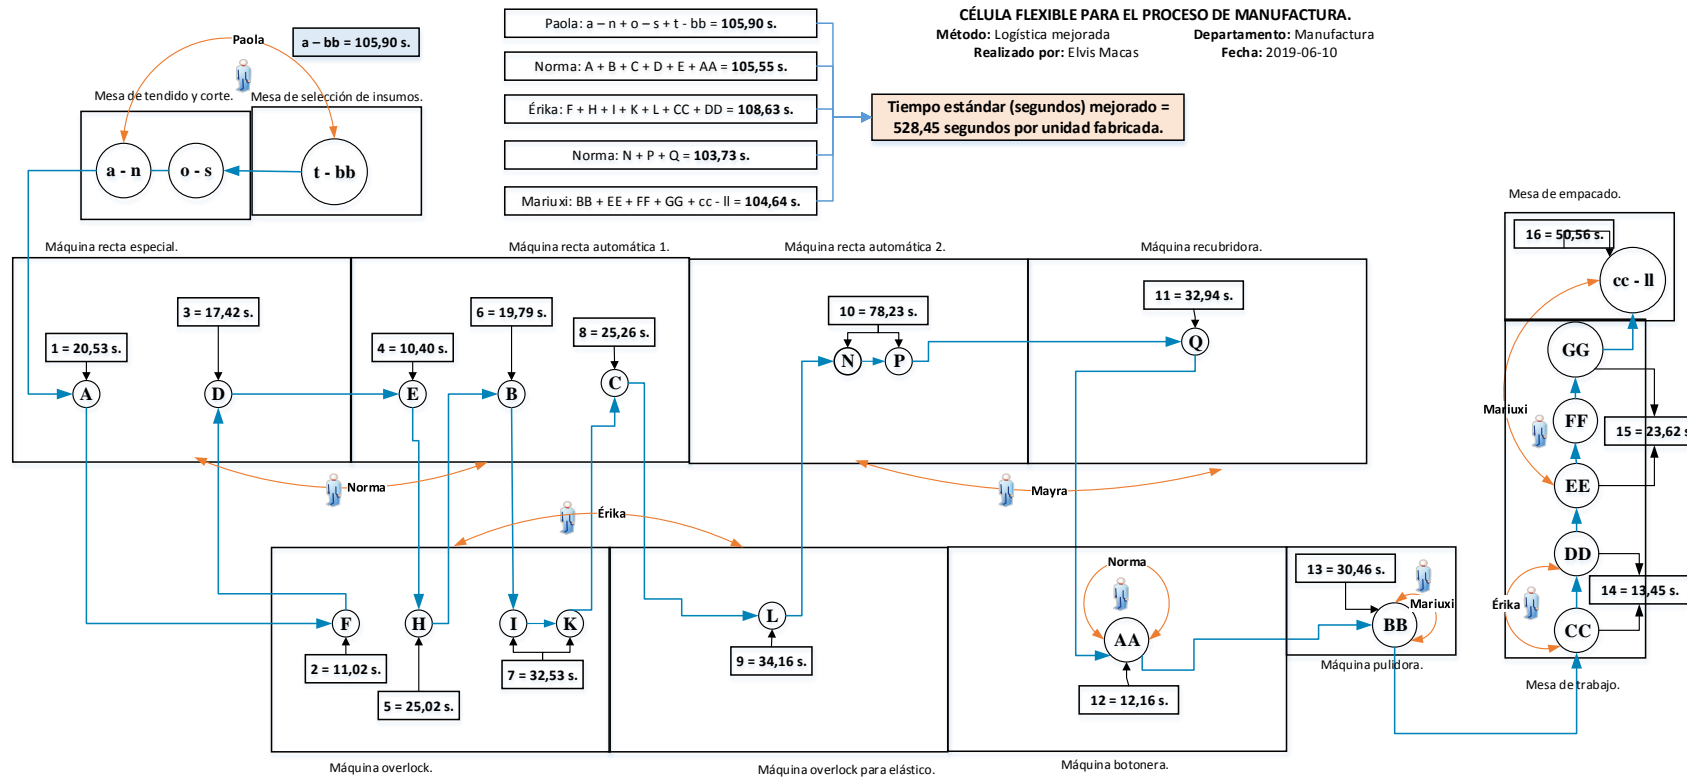 CÉLULA FLEXIBLE PARA EL PROCESO DE MANUFACTURA.
Método: Logística mejorada Departamento: Manufactura
Realizado por: Elvis Macas Fecha: 2019-06-10
Paola
a – bb = 105,90 s.
Paola: a – n + o – s + t - bb = 105,90 s.
Norma: A + B + C + D + E + AA = 105,55 s.
Érika: F + H + I + K + L + CC + DD = 108,63 s.
Norma: N + P + Q = 103,73 s.
Mariuxi: BB + EE + FF + GG + cc - ll = 104,64 s.
Tiempo estándar (segundos) mejorado =
528,45 segundos por unidad fabricada.
Mesa de tendido y corte.
Mesa de selección de insumos.
a - n
o - s
t - bb
Mesa de empacado.
16 = 50,56 s.
cc - ll
Máquina recta especial.
Máquina recta automática 1.
Máquina recta automática 2.
Máquina recubridora.
1 = 20,53 s.
3 = 17,42 s.
4 = 10,40 s.
6 = 19,79 s.
8 = 25,26 s.
10 = 78,23 s.
11 = 32,94 s.
A
D
E
B
C
N
P
Q
GG
FF
EE
DD
CC
Mariuxi
15 = 23,62 s
14 = 13,45 s.
Érika
Mesa de trabajo.
Norma
Érika
Mayra
F
H
I
K
L
2 = 11,02 s.
5 = 25,02 s.
7 = 32,53 s.
9 = 34,16 s.
Norma
AA
12 = 12,16 s.
13 = 30,46 s.
BB
Mariuxi
Máquina pulidora.
Máquina overlock.
Máquina overlock para elástico.
Máquina botonera.